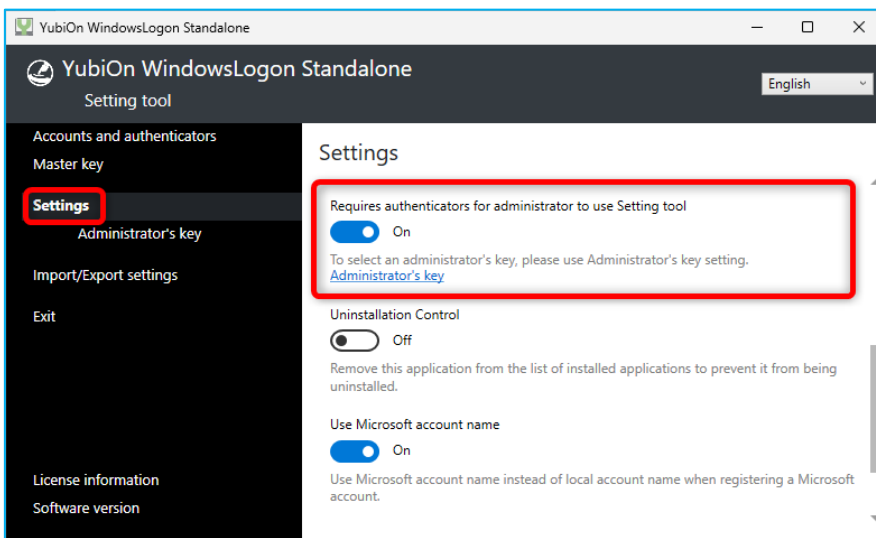 YubiOn WindowsLogon Standalone
YubiOn WindowsLogon Standalone
Setting tool
English
Accounts and authenticators
Master key
Settings
Administrator's key
Import/Export settings
Exit
License information
Software version
Settings
Requires authenticators for administrator to use Setting tool
On
To select an administrator's key, please use Administrator's key setting.
Administrator's key
Uninstallation Control
Off
Remove this application from the list of installed applications to prevent it from being
uninstalled.
Use Microsoft account name
On
Use Microsoft account name instead of local account name when registering a Microsoft
account.